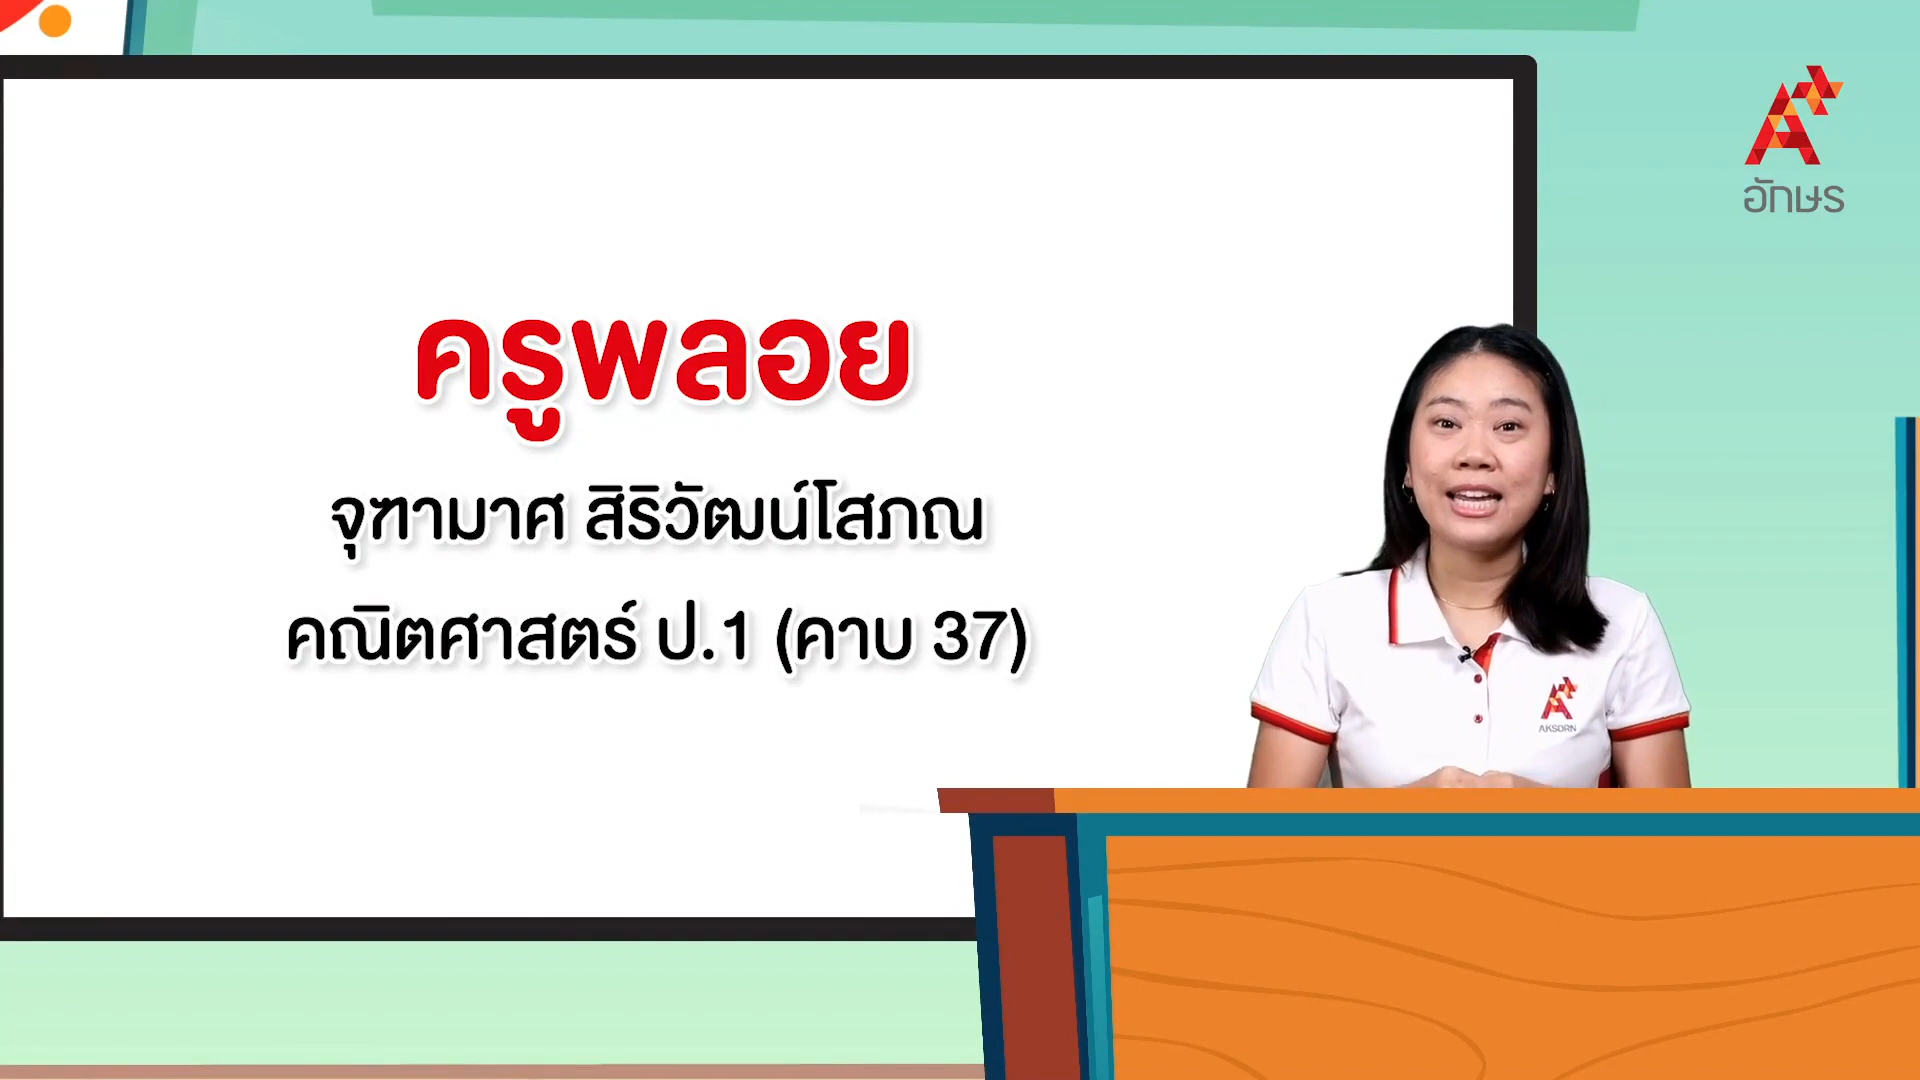 ครูพลอย
จุฑามาศ สิริวัฒน์โสภณ
คณิตศาสตร์ ป.1 (คาบ 37)
อักษร
AKSORN